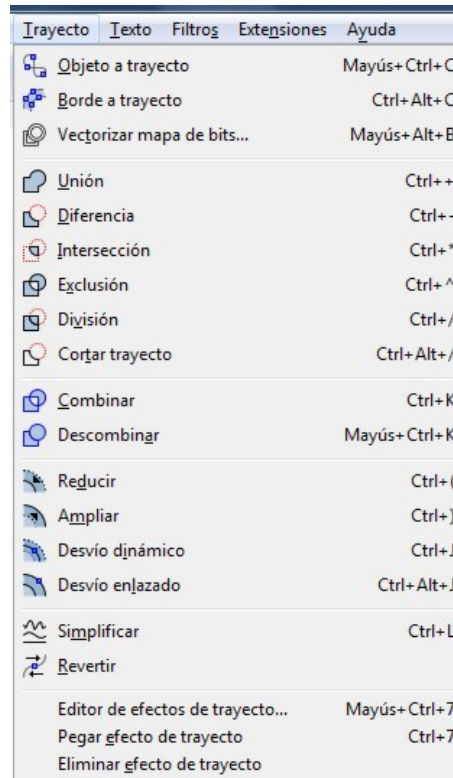 Trayecto Texto Filtros Extensiones Ayuda
Objeto a trayecto Mayús+Ctrl+C
Borde a trayecto Ctrl+Alt+C
Vectorizar mapa de bits... Mayús+Alt+B
Unión Ctrl++
Diferencia Ctrl+-
Intersección Ctrl+*
Exclusión Ctrl+^
División Ctrl+/
Cortar trayecto Ctrl+Alt+/
Combinar Ctrl+K
Descombinar Mayús+Ctrl+K
Reducir Ctrl+(
Ampliar Ctrl+)
Desvío dinámico Ctrl+J
Desvío enlazado Ctrl+Alt+J
Simplificar Ctrl+L
Revertir
Editor de efectos de trayecto... Mayús+Ctrl+7
Pegar efecto de trayecto Ctrl+7
Eliminar efecto de trayecto